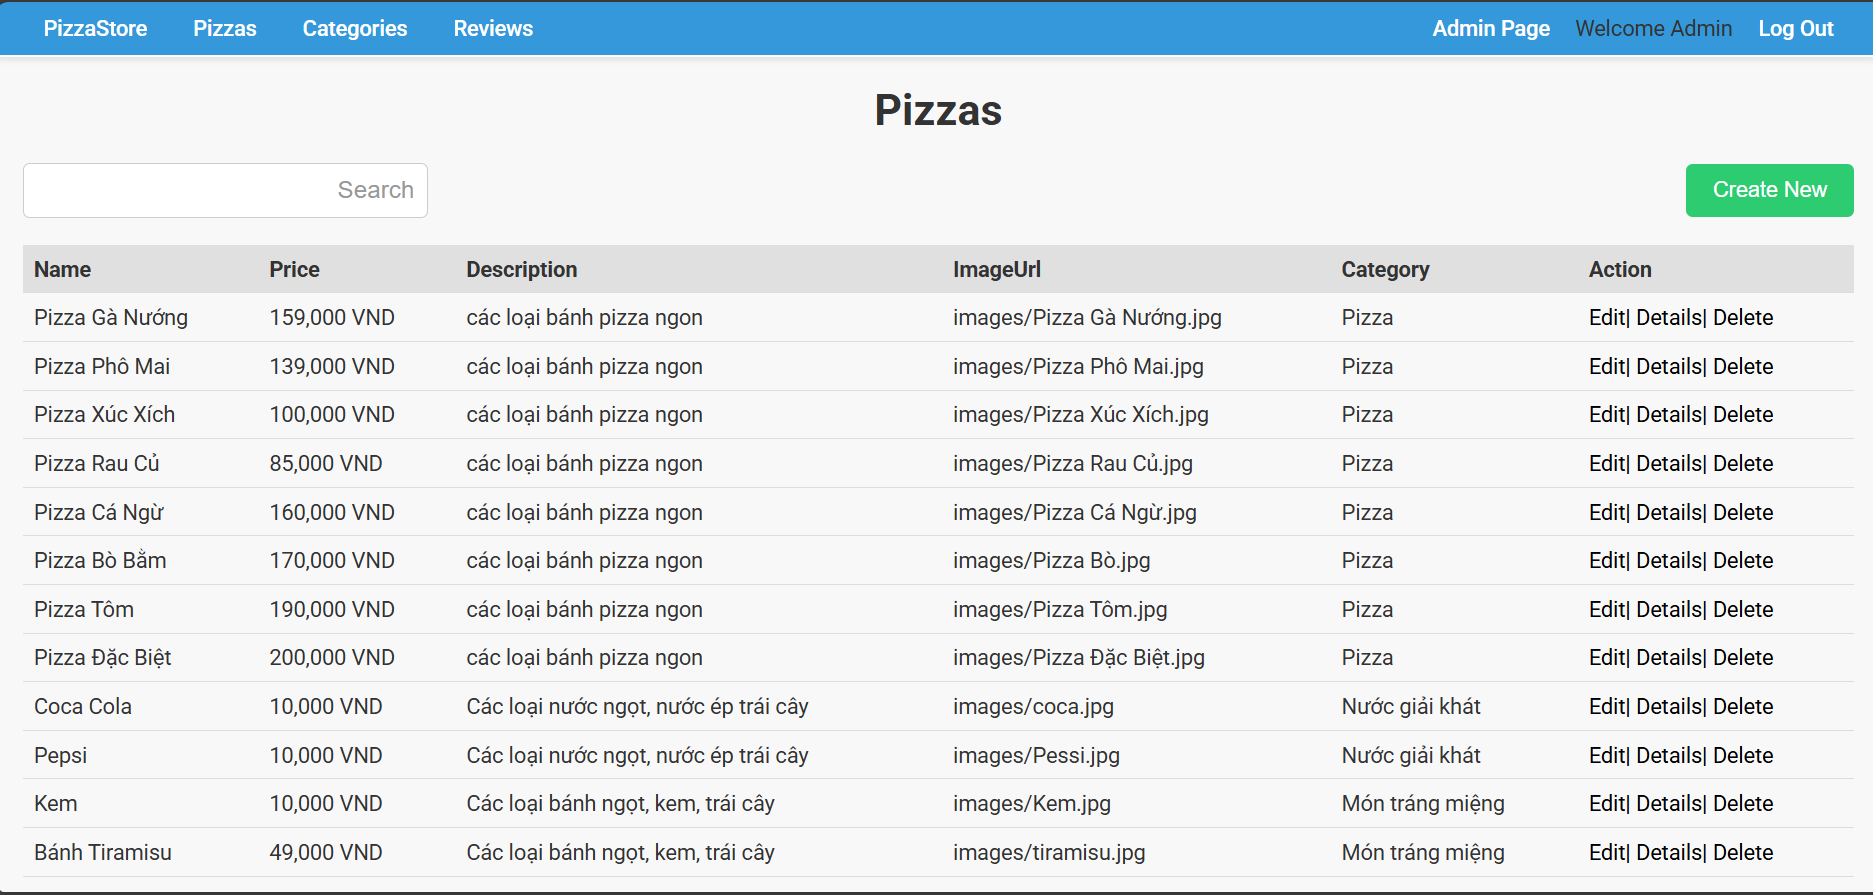 PizzaStore Pizzas Categories Reviews Admin Page Welcome Admin Log Out
Pizzas
Search Create New
Name Price Description ImageUrl Category Action
Pizza Gà Nướng 159,000 VND các loại bánh pizza ngon images/Pizza Gà Nướng.jpg Pizza Edit| Details| Delete
Pizza Phô Mai 139,000 VND các loại bánh pizza ngon images/Pizza Phô Mai.jpg Pizza Edit| Details| Delete
Pizza Xúc Xích 100,000 VND các loại bánh pizza ngon images/Pizza Xúc Xích.jpg Pizza Edit| Details| Delete
Pizza Rau Củ 85,000 VND các loại bánh pizza ngon images/Pizza Rau Củ.jpg Pizza Edit| Details| Delete
Pizza Cá Ngừ 160,000 VND các loại bánh pizza ngon images/Pizza Cá Ngừ.jpg Pizza Edit| Details| Delete
Pizza Bò Bằm 170,000 VND các loại bánh pizza ngon images/Pizza Bò.jpg Pizza Edit| Details| Delete
Pizza Tôm 190,000 VND các loại bánh pizza ngon images/Pizza Tôm.jpg Pizza Edit| Details| Delete
Pizza Đặc Biệt 200,000 VND các loại bánh pizza ngon images/Pizza Đặc Biệt.jpg Pizza Edit| Details| Delete
Coca Cola 10,000 VND Các loại nước ngọt, nước ép trái cây images/coca.jpg Nước giải khát Edit| Details| Delete
Pepsi 10,000 VND Các loại nước ngọt, nước ép trái cây images/Pessi.jpg Nước giải khát Edit| Details| Delete
Kem 10,000 VND Các loại bánh ngọt, kem, trái cây images/Kem.jpg Món tráng miệng Edit| Details| Delete
Bánh Tiramisu 49,000 VND Các loại bánh ngọt, kem, trái cây images/tiramisu.jpg Món tráng miệng Edit| Details| Delete